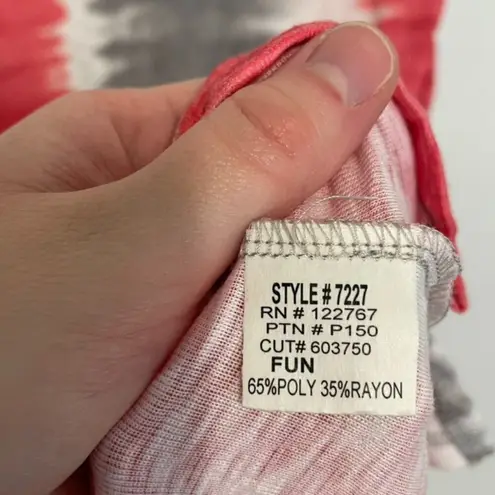 STYLE # 7227
RN # 122767
PTN # P150
CUT# 603750
FUN
65%POLY 35%RAYON